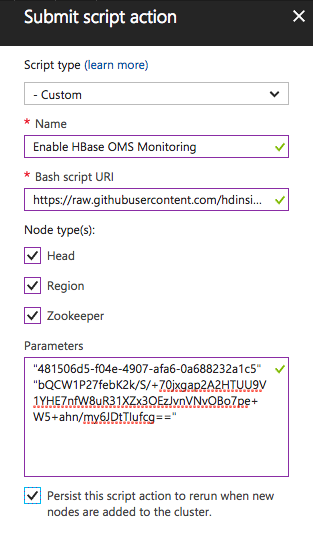 Submit script action
Script type (learn more)
- Custom
* Name
Enable HBase OMS Monitoring
* Bash script URI
https://raw.githubusercontent.com/hdinsi...
Node type(s):
Head
Region
Zookeeper
Parameters
"481506d5-f04e-4907-afa6-0a688232a1c5"
"bQCW1P27febK2k/S/+70jxgap2A2HTUU9V
1YHE7nfW8uR31XZx3OEzJvnVNvOBo7pe+
W5+ahn/my6JDtTlufcg=="
Persist this script action to rerun when new
nodes are added to the cluster.